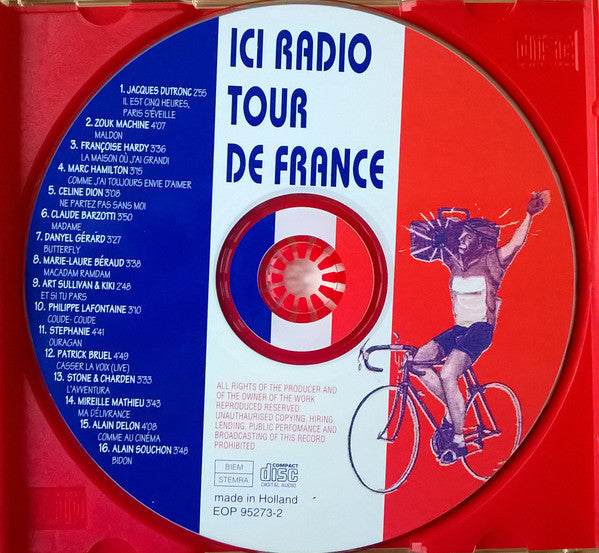 ICI RADIO
TOUR
DE FRANCE
1. JACQUES DUTRONC 2'55
IL EST CINQ HEURES,
PARIS S'ÉVEILLE
2. ZOUK MACHINE 4'07
MALDON
3. FRANÇOISE HARDY 3'36
LA MAISON OÙ J'AI GRANDI
4. MARC HAMILTON 3'15
COMME J'AI TOUJOURS ENVIE D'AIMER
5. CELINE DION 3'08
NE PARTEZ PAS SANS MOI
6. CLAUDE BARZOTTI 3'50
MADAME
7. DANYEL GÉRARD 3'27
BUTTERFLY
8. MARIE-LAURE BÉRAUD 3'38
MACADAM RAMDAM
9. ART SULLIVAN & KIKI 2'48
ET SI TU PARS
10. PHILIPPE LAFONTAINE 3'10
COUDE- COUDE
11. STEPHANIE 4'41
OURAGAN
12. PATRICK BRUEL 4'49
CASSER LA VOIX (LIVE)
13. STONE & CHARDEN 3'33
L'AVVENTURA
14. MIREILLE MATHIEU 3'43
MA DÉLIVRANCE
15. ALAIN DELON 4'08
COMME AU CINÉMA
16. ALAIN SOUCHON 3'48
BIDON
ALL RIGHTS OF THE PRODUCER AND
OF THE OWNER OF THE WORK
REPRODUCED RESERVED.
UNAUTHAURISED COPYING, HIRING,
LENDING, PUBLIC PERFOMANCE AND
BROADCASTING OF THIS RECORD
PROHIBITED
BIEM
STEMRA
COMPACT
disc
DIGITAL AUDIO
made in Holland
EOP 95273-2
disc